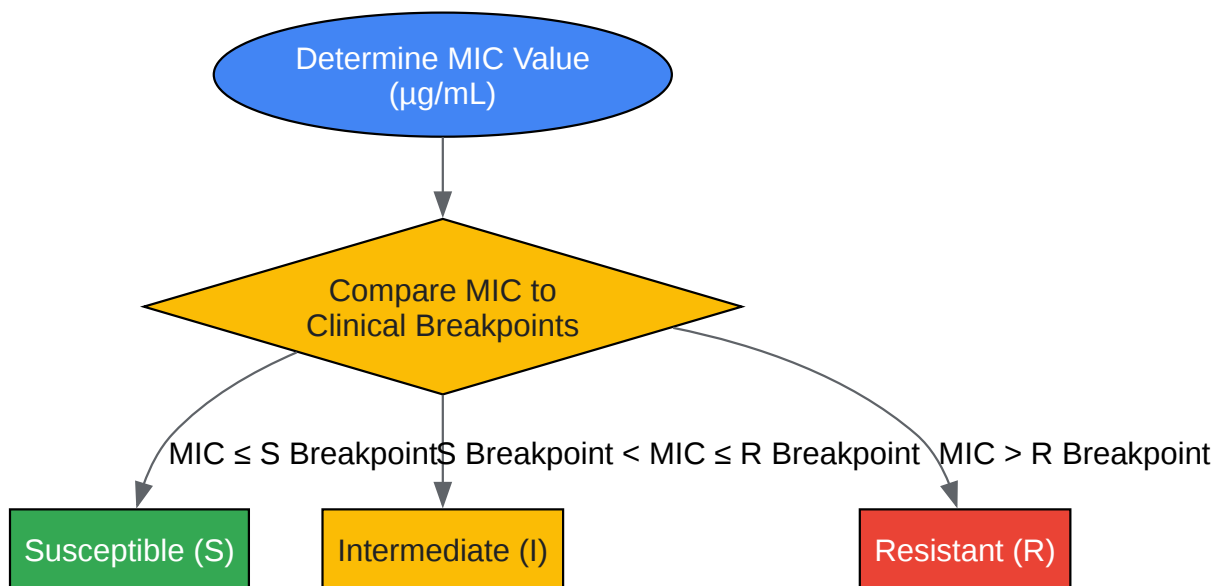 Determine MIC Value
(µg/mL)
Compare MIC to
Clinical Breakpoints
MIC ≤ S Breakpoint
S Breakpoint < MIC ≤ R Breakpoint
MIC > R Breakpoint
Susceptible (S)
Intermediate (I)
Resistant (R)